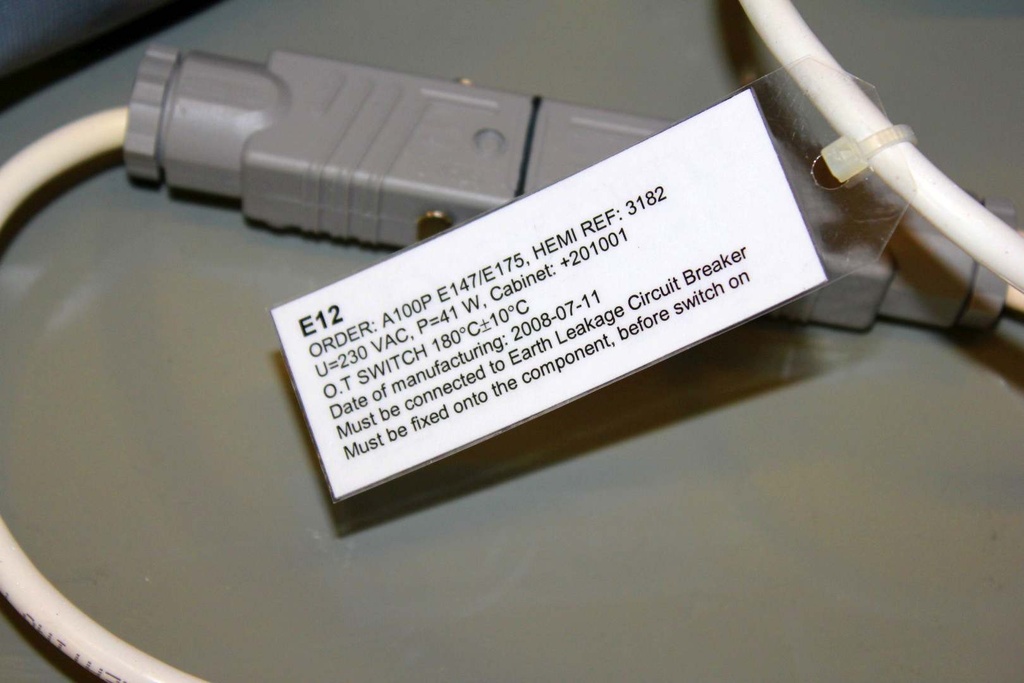 E12
ORDER: A100P E147/E175, HEMI REF: 3182
U=230 VAC, P=41 W, Cabinet: +201001
O.T SWITCH 180°C±10°C
Date of manufacturing: 2008-07-11
Must be connected to Earth Leakage Circuit Breaker
Must be fixed onto the component, before switch on